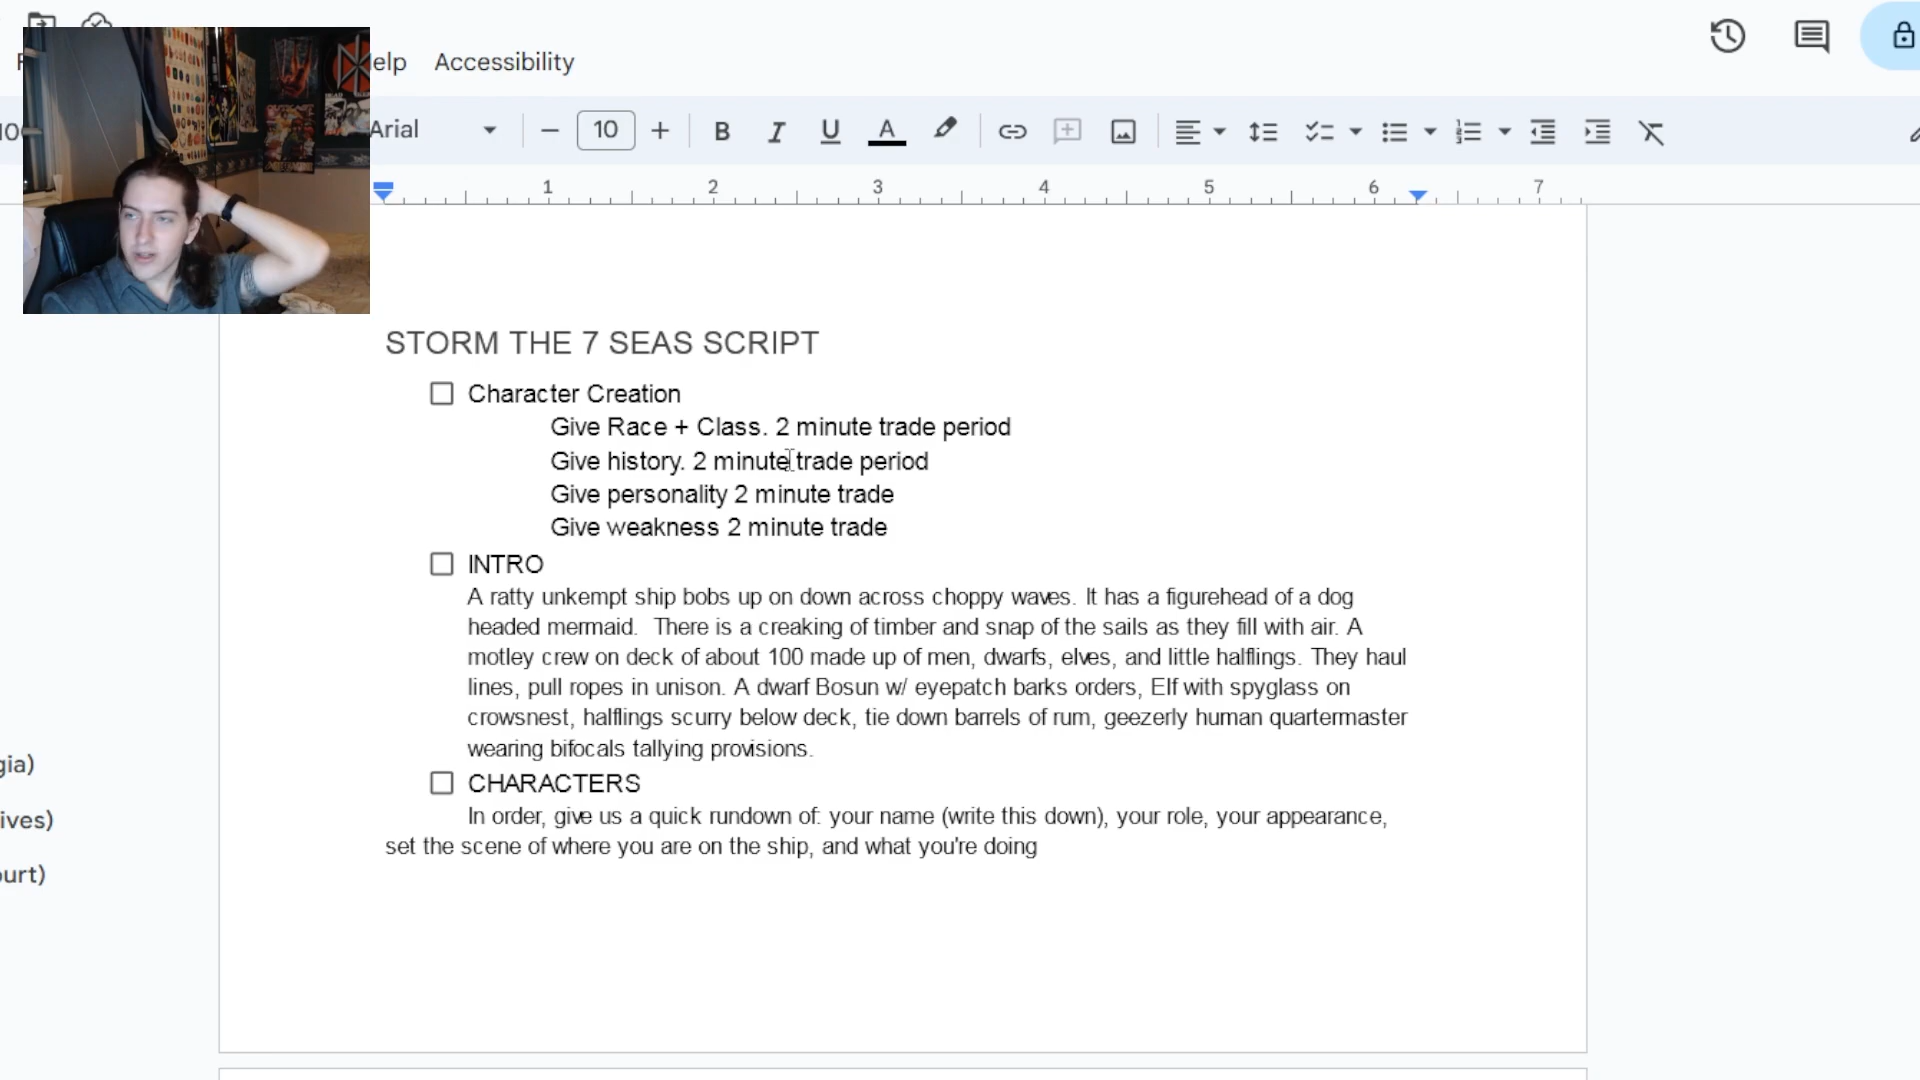 elp Accessibility
Arial
10
1 2 3 4 5 6 7
STORM THE 7 SEAS SCRIPT
Character Creation
Give Race + Class. 2 minute trade period
Give history. 2 minute trade period
Give personality 2 minute trade
Give weakness 2 minute trade
INTRO
A ratty unkempt ship bobs up on down across choppy waves. It has a figurehead of a dog
headed mermaid.  There is a creaking of timber and snap of the sails as they fill with air. A
motley crew on deck of about 100 made up of men, dwarfs, elves, and little halflings. They haul
lines, pull ropes in unison. A dwarf Bosun w/ eyepatch barks orders, Elf with spyglass on
crowsnest, halflings scurry below deck, tie down barrels of rum, geezerly human quartermaster
wearing bifocals tallying provisions.
CHARACTERS
In order, give us a quick rundown of: your name (write this down), your role, your appearance,
set the scene of where you are on the ship, and what you're doing
gia)
ives)
ourt)